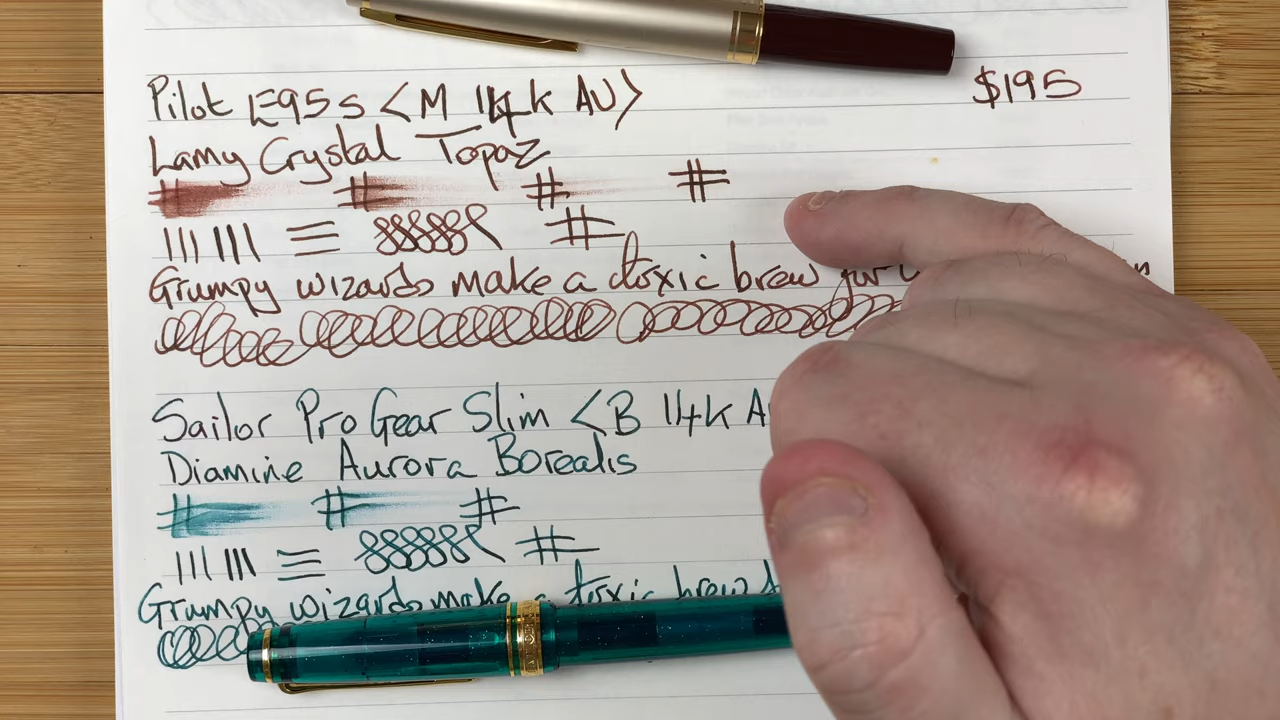 Pilot E95s <M 14k AU> $195
Lamy Crystal Topaz
Grumpy wizards make a toxic brew for
Sailor Pro Gear Slim <B 14k A
Diamine Aurora Borealis
Grumpy wizards make a toxic brew